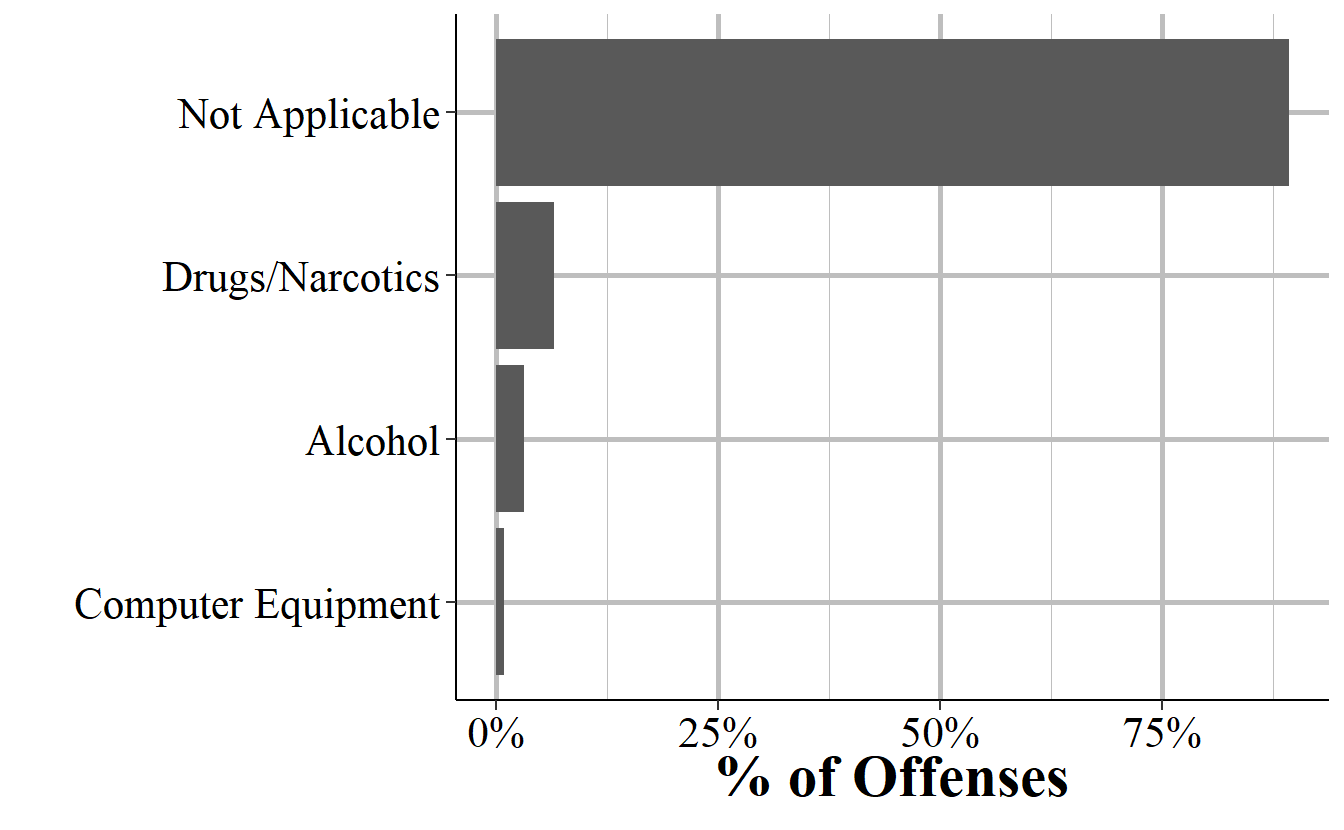 Not Applicable
Drugs/Narcotics
Alcohol
Computer Equipment
0% 25% 50% 75%
% of Offenses